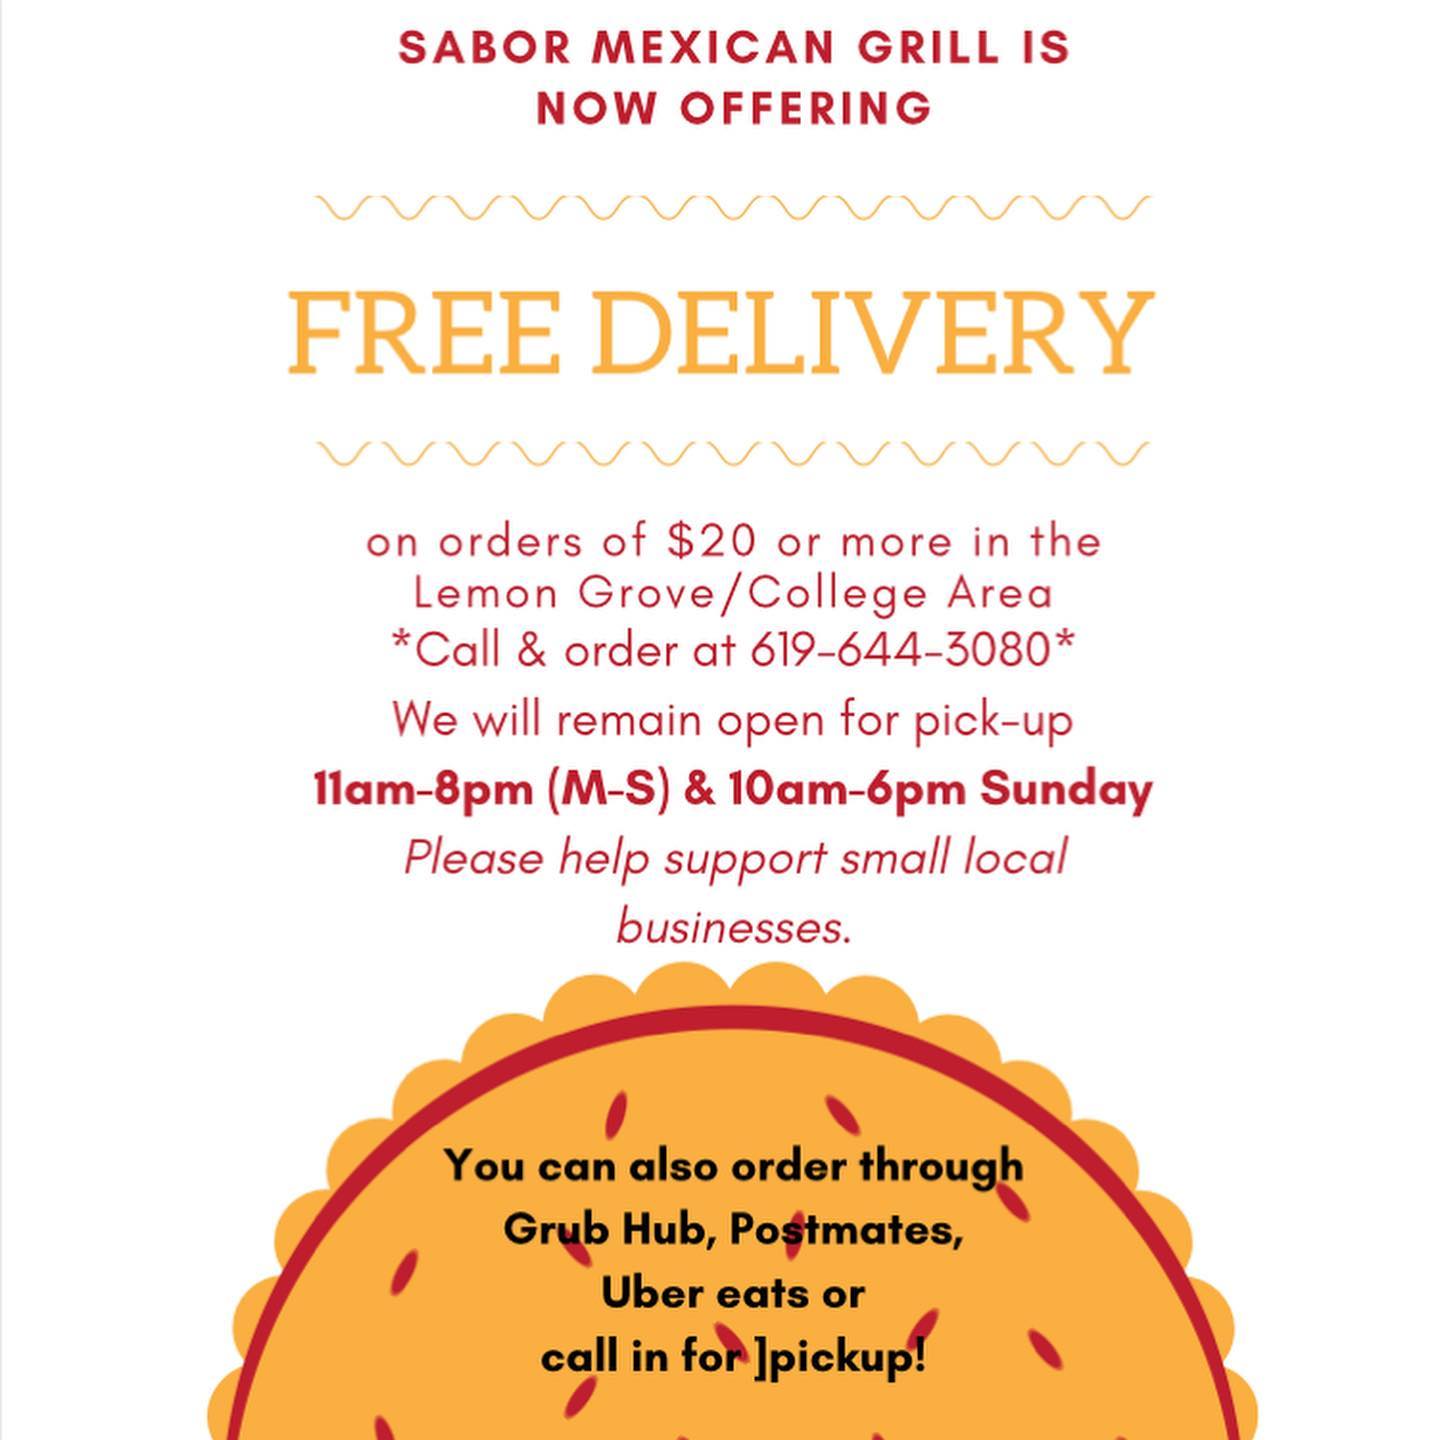 SABOR MEXICAN GRILL IS
NOW OFFERING
FREE DELIVERY
on orders of $20 or more in the
Lemon Grove/College Area
*Call & order at 619-644-3080*
We will remain open for pick-up
11am-8pm (M-S) & 10am-6pm Sunday
Please help support small local
businesses.
You can also order through
Grub Hub, Postmates,
Uber eats or
call in for ]pickup!